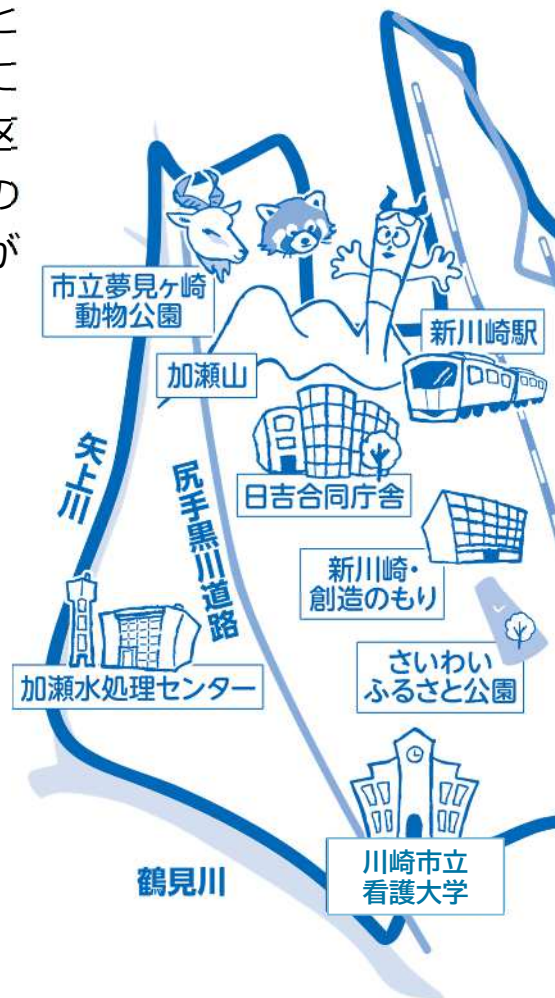 区
の
が
市立夢見ヶ崎
動物公園
加瀬山
新川崎駅
日吉合同庁舎
矢上川
尻手黒川道路
新川崎・
創造のもり
さいわい
ふるさと公園
加瀬水処理センター
川崎市立
看護大学
鶴見川